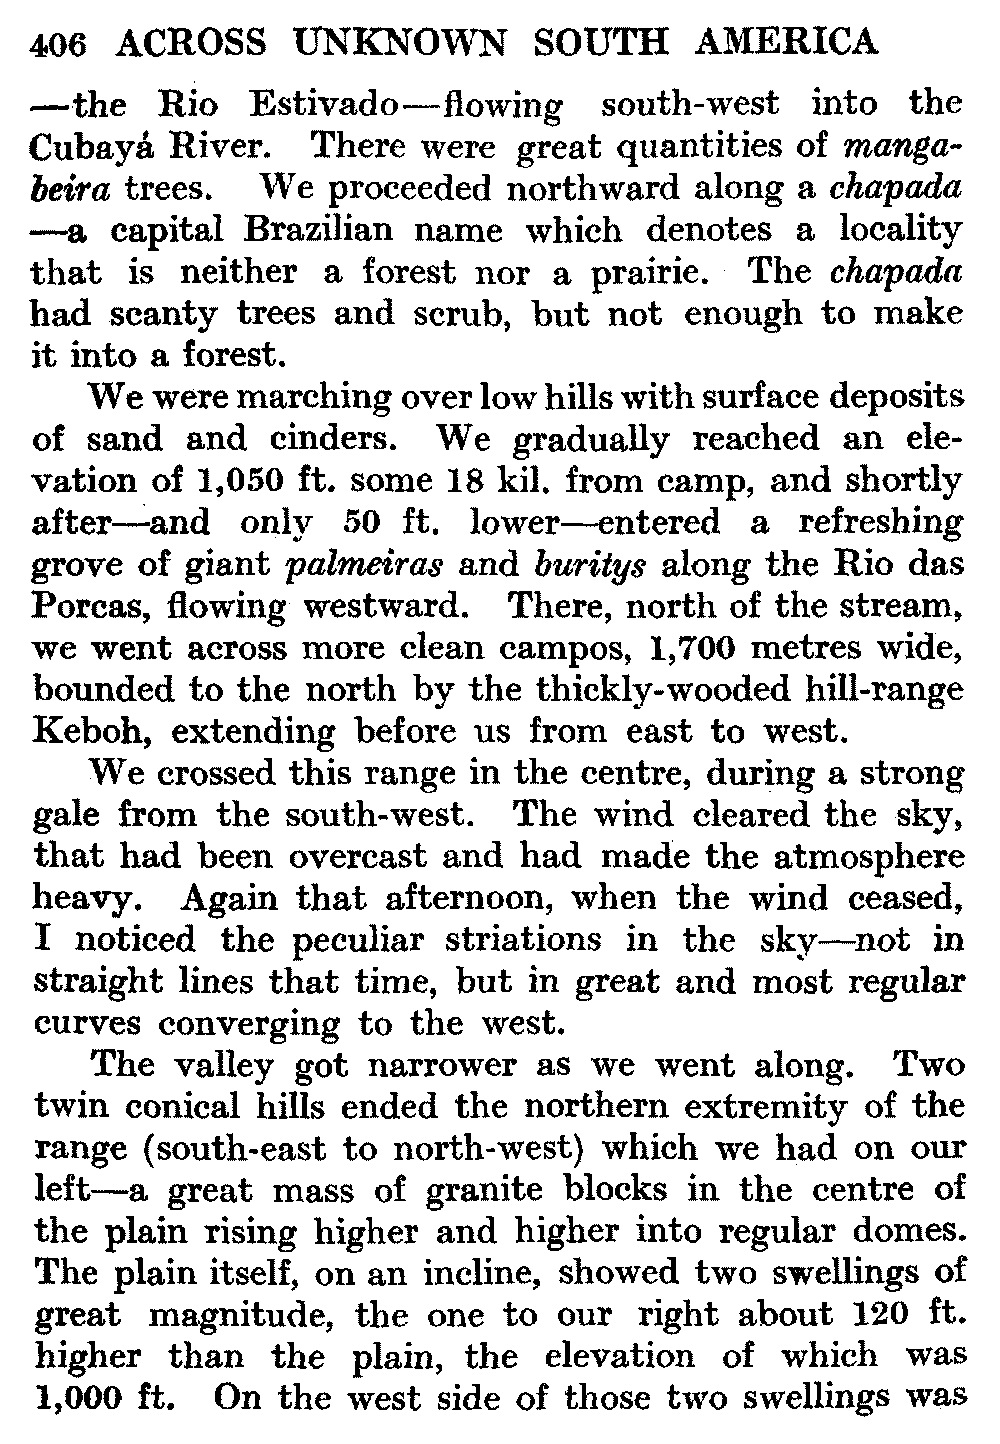 406 ACROSS UNKNOWN SOUTH AMERICA
—the Rio Estivado—flowing south-west into the
Cubayá River. There were great quantities of manga-
beira trees. We proceeded northward along a chapada
—a capital Brazilian name which denotes a locality
that is neither a forest nor a prairie. The chapada
had scanty trees and scrub, but not enough to make
it into a forest.
We were marching over low hills with surface deposits
of sand and cinders. We gradually reached an ele-
vation of 1,050 ft. some 18 kil. from camp, and shortly
after—and only 50 ft. lower—entered a refreshing
grove of giant palmeiras and buritys along the Rio das
Porcas, flowing westward. There, north of the stream,
we went across more clean campos, 1,700 metres wide,
bounded to the north by the thickly-wooded hill-range
Keboh, extending before us from east to west.
We crossed this range in the centre, during a strong
gale from the south-west. The wind cleared the sky,
that had been overcast and had made the atmosphere
heavy. Again that afternoon, when the wind ceased,
I noticed the peculiar striations in the sky—not in
straight lines that time, but in great and most regular
curves converging to the west.
The valley got narrower as we went along. Two
twin conical hills ended the northern extremity of the
range (south-east to north-west) which we had on our
left—a great mass of granite blocks in the centre of
the plain rising higher and higher into regular domes.
The plain itself, on an incline, showed two swellings of
great magnitude, the one to our right about 120 ft.
higher than the plain, the elevation of which was
1,000 ft. On the west side of those two swellings was